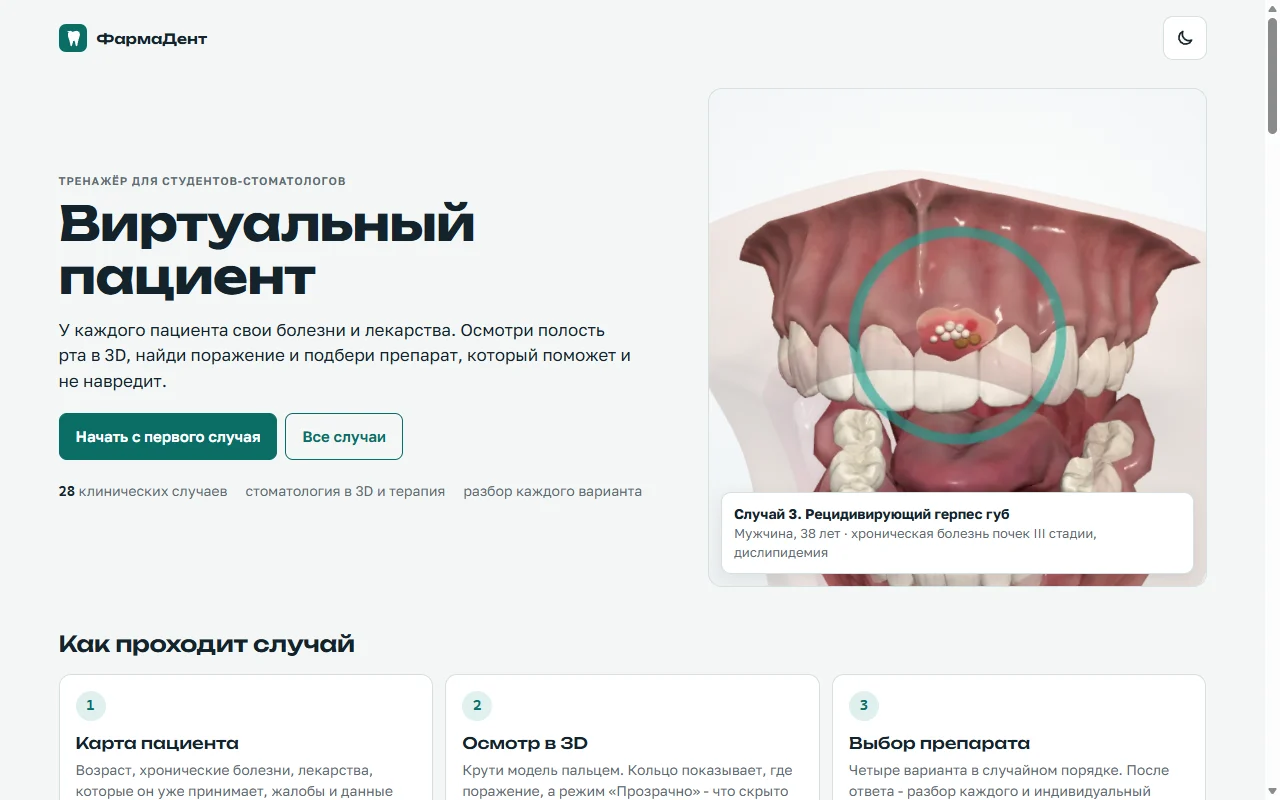 ФармаДент
ТРЕНАЖЁР ДЛЯ СТУДЕНТОВ-СТОМАТОЛОГОВ
Виртуальный
пациент
У каждого пациента свои болезни и лекарства. Осмотри полость
рта в 3D, найди поражение и подбери препарат, который поможет и
не навредит.
Начать с первого случая
Все случаи
28 клинических случаев
стоматология в 3D и терапия
разбор каждого варианта
Случай 3. Рецидивирующий герпес губ
Мужчина, 38 лет · хроническая болезнь почек III стадии,
дислипидемия
Как проходит случай
1
Карта пациента
Возраст, хронические болезни, лекарства,
которые он уже принимает, жалобы и данные
2
Осмотр в 3D
Крути модель пальцем. Кольцо показывает, где
поражение, а режим «Прозрачно» - что скрыто
3
Выбор препарата
Четыре варианта в случайном порядке. После
ответа - разбор каждого и индивидуальный